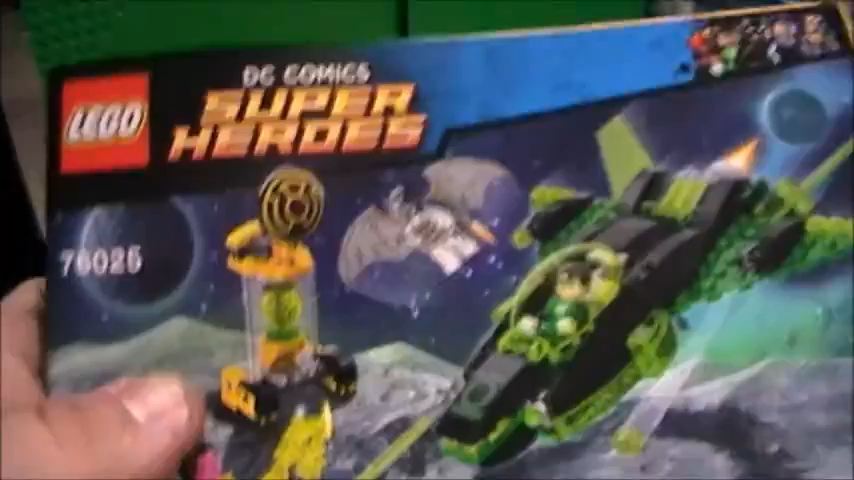 DC COMICS
SUPER
HEROES
LEGO
76025